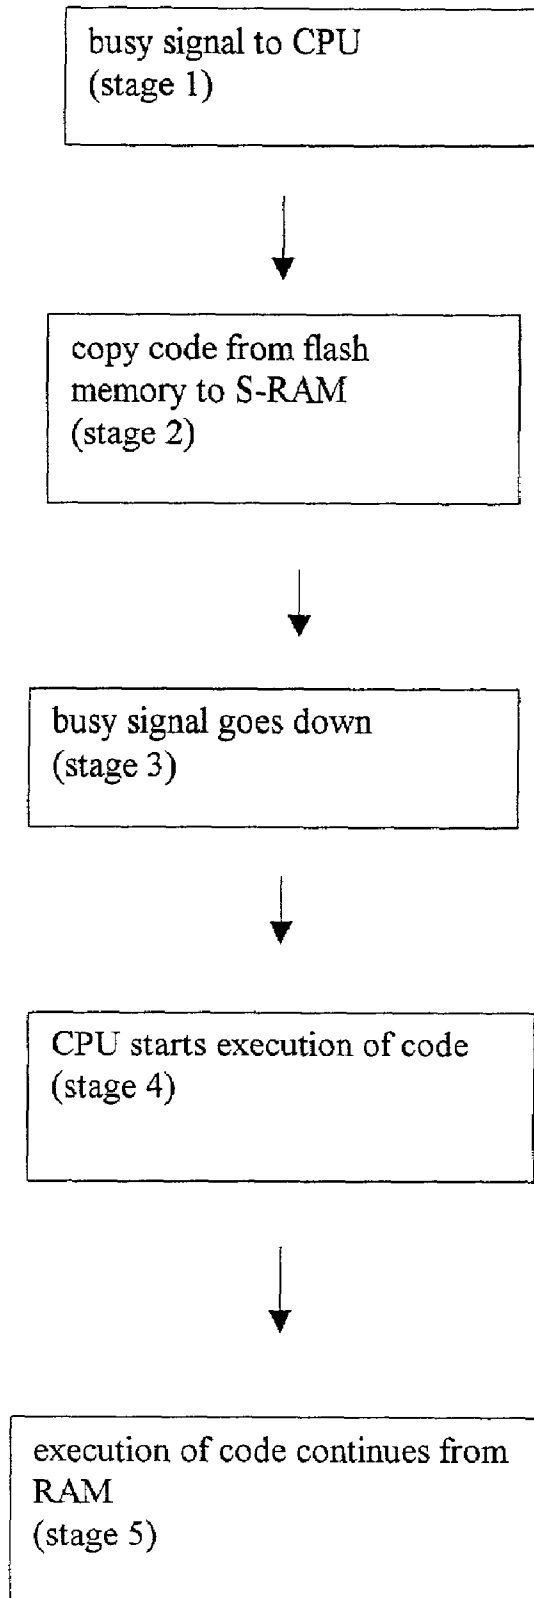 busy signal to CPU
(stage 1)
copy code from flash
memory to S-RAM
(stage 2)
busy signal goes down
(stage 3)
CPU starts execution of code
(stage 4)
execution of code continues from
RAM
(stage 5)